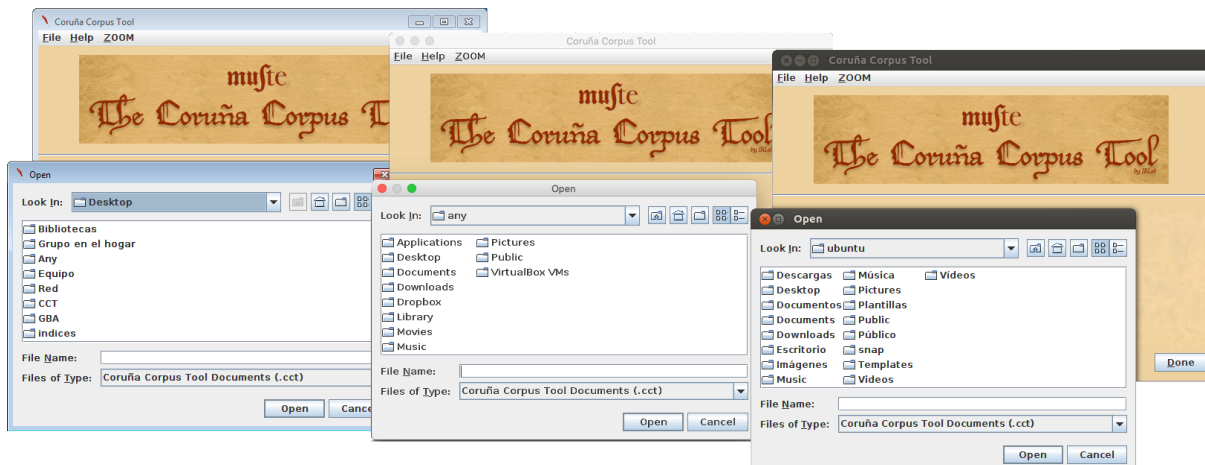 Coruña Corpus Tool
File Help ZOOM
muſte
The Coruña Corpus T
Open
Look In: Desktop
Bibliotecas
Grupo en el hogar
Any
Equipo
Red
CCT
GBA
indices
File Name:
Files of Type: Coruña Corpus Tool Documents (.cct)
Open Cance
Coruña Corpus Tool
File Help ZOOM
muſte
The Coruña Corpus Tool
Open
Look In: any
Applications Pictures
Desktop Public
Documents VirtualBox VMs
Downloads
Dropbox
Library
Movies
Music
File Name:
Files of Type: Coruña Corpus Tool Documents (.cct)
Open Cancel
Coruña Corpus Tool
File Help ZOOM
muſte
The Coruña Corpus Tool
by IRLab
Open
Look In: ubuntu
Descargas Música Vídeos
Desktop Pictures
Documentos Plantillas
Documents Public
Downloads Público
Escritorio snap
Imágenes Templates
Music Videos
File Name:
Files of Type: Coruña Corpus Tool Documents (.cct)
Open Cancel
Done